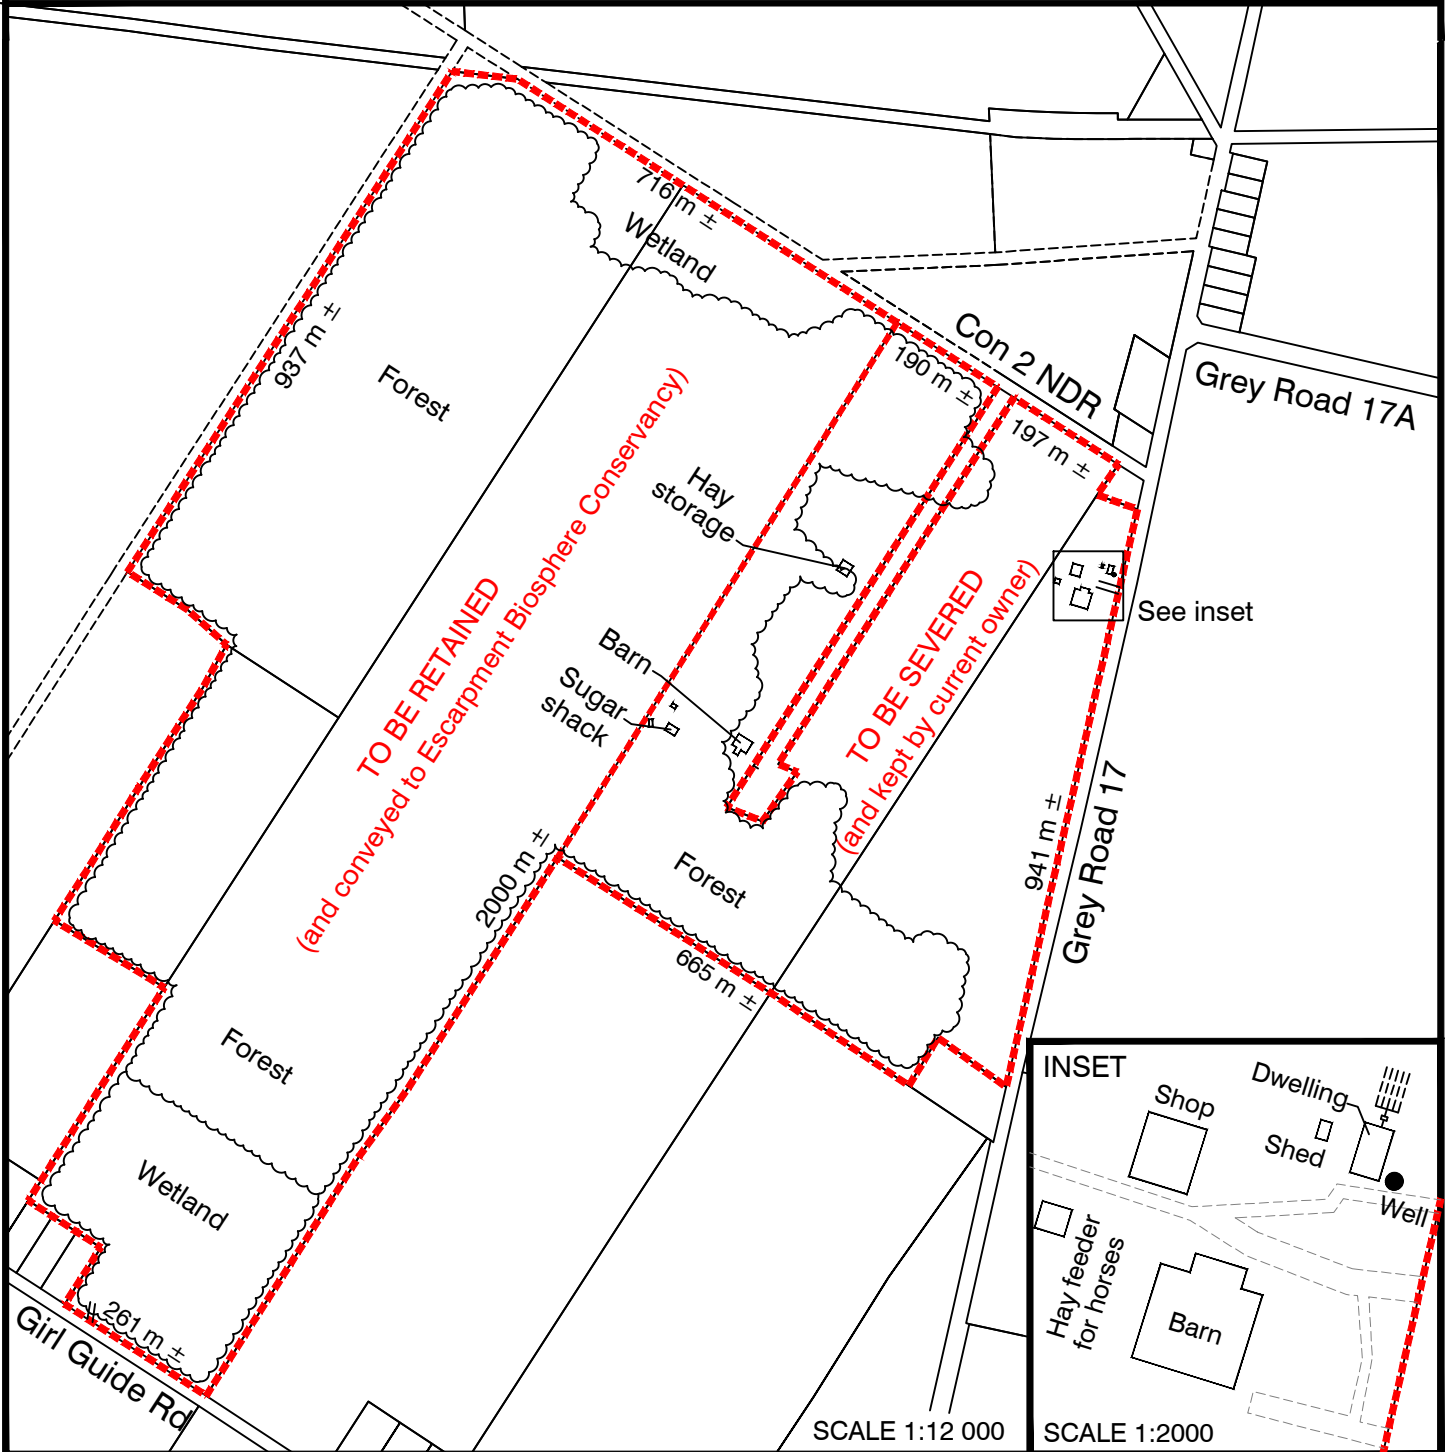 716 m ±
Wetland
937 m ±
Forest
Con 2 NDR
190 m ±
197 m ±
Grey Road 17A
Hay
storage
TO BE RETAINED
(and conveyed to Escarpment Biosphere Conservancy)
TO BE SEVERED
(and kept by current owner)
See inset
Barn
Sugar
shack
2000 m ±
Forest
941 m ±
Grey Road 17
665 m ±
Forest
Wetland
261 m ±
Girl Guide Rd
SCALE 1:12 000
INSET
Dwelling
Shop
Shed
Well
Hay feeder
for horses
Barn
SCALE 1:2000